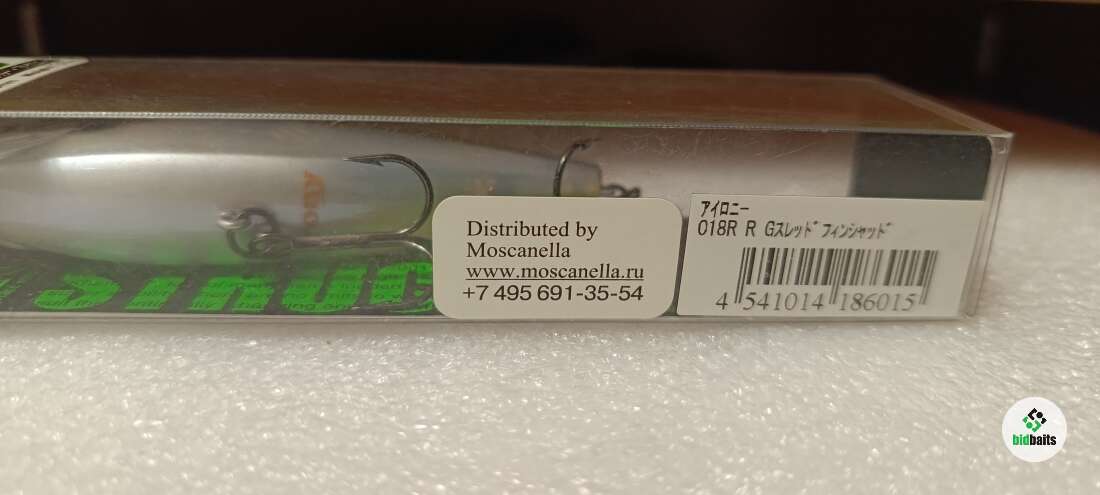 Distributed by
Moscanella
www.moscanella.ru
+7 495 691-35-54
ｱｲﾛﾆｰ
018R R Gｽﾚｯﾄﾞﾌｨﾝｼｬｯﾄﾞ
4 541014 186015
bidbaits